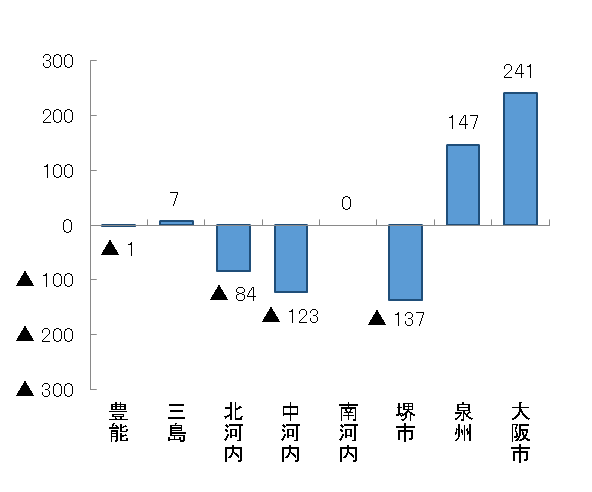 300
200
100
0
▲ 100
▲ 200
▲ 300
▲ 1
7
▲ 84
▲ 123
0
▲ 137
147
241
豊能
三島
北河内
中河内
南河内
堺市
泉州
大阪市